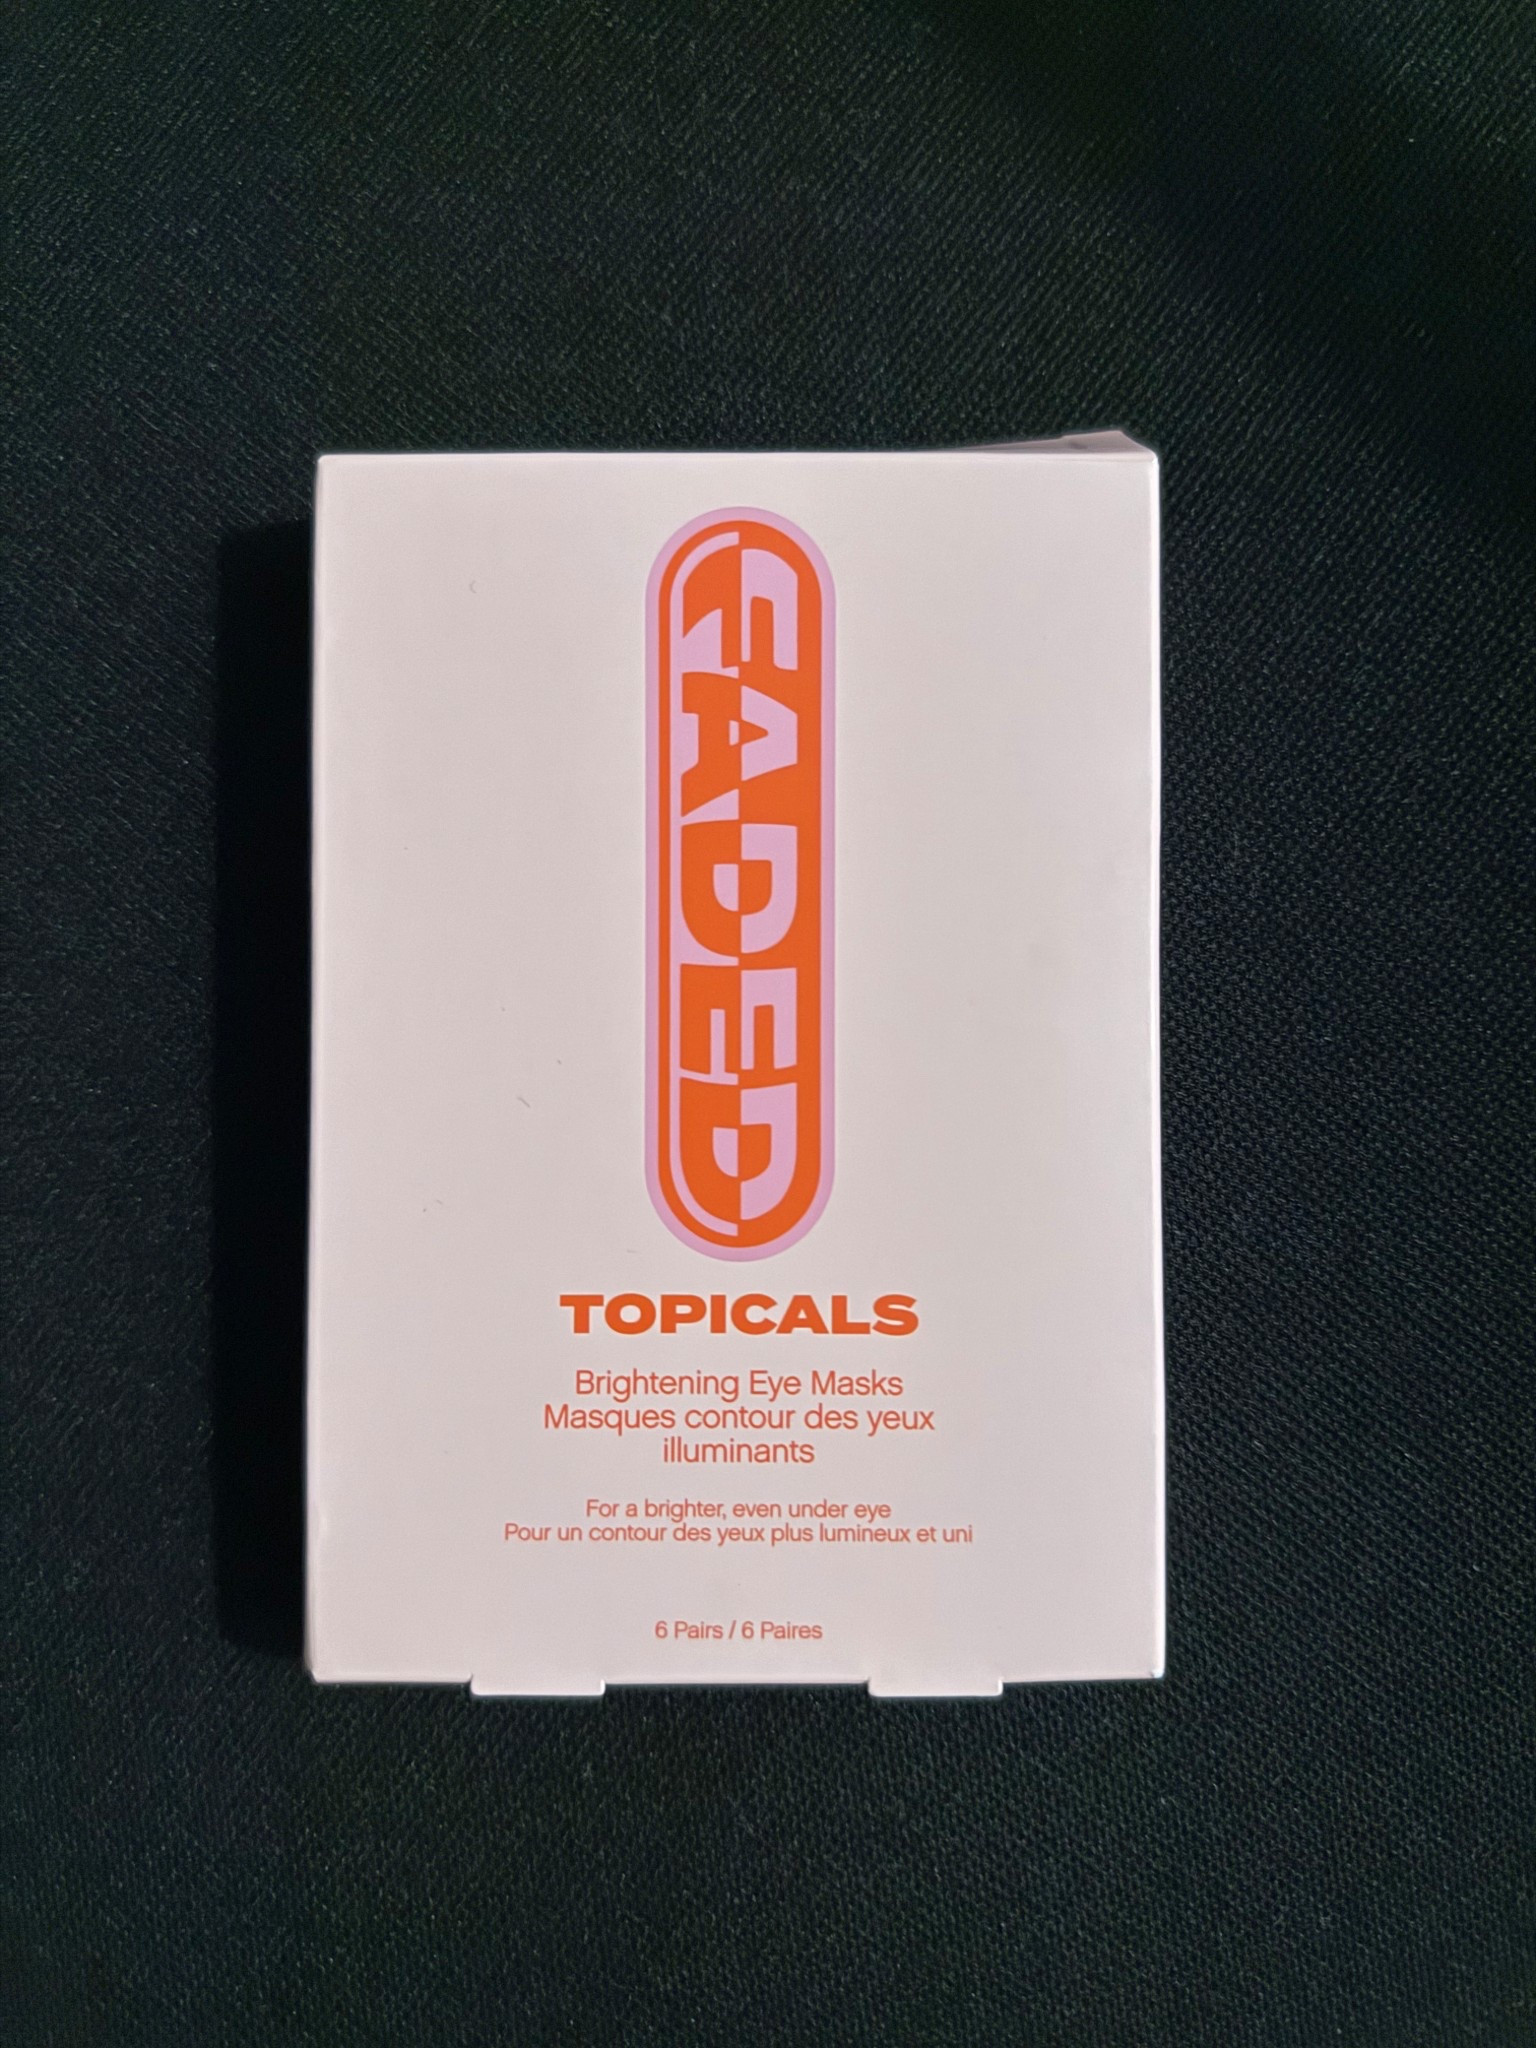 FADED
TOPICALS
Brightening Eye Masks
Masques contour des yeux
illuminants
For a brighter, even under eye
Pour un contour des yeux plus lumineux et uni
6 Pairs / 6 Paires